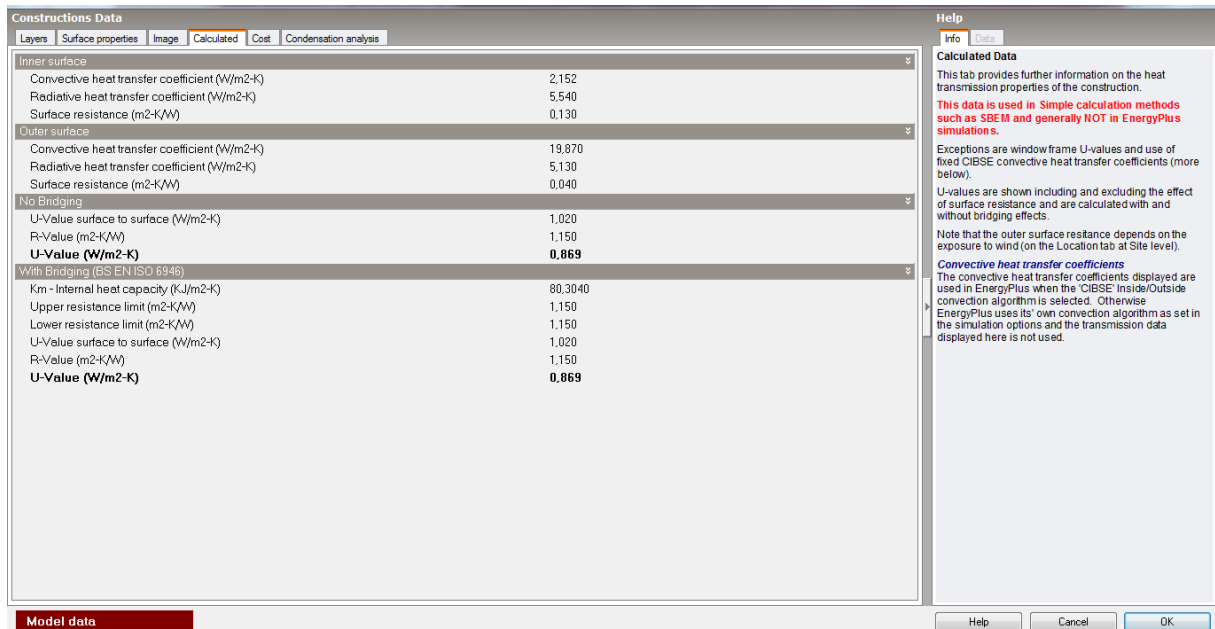 Constructions Data
Layers Surface properties Image Calculated Cost Condensation analysis
Inner surface
Convective heat transfer coefficient (W/m2-K) 2,152
Radiative heat transfer coefficient (W/m2-K) 5,540
Surface resistance (m2-K/W) 0,130
Outer surface
Convective heat transfer coefficient (W/m2-K) 19,870
Radiative heat transfer coefficient (W/m2-K) 5,130
Surface resistance (m2-K/W) 0,040
No Bridging
U-Value surface to surface (W/m2-K) 1,020
R-Value (m2-K/W) 1,150
U-Value (W/m2-K) 0,869
With Bridging (BS EN ISO 6946)
Km - Internal heat capacity (KJ/m2-K) 80,3040
Upper resistance limit (m2-K/W) 1,150
Lower resistance limit (m2-K/W) 1,150
U-Value surface to surface (W/m2-K) 1,020
R-Value (m2-K/W) 1,150
U-Value (W/m2-K) 0,869
Model data
Help
Info Data
Calculated Data
This tab provides further information on the heat
transmission properties of the construction.
This data is used in Simple calculation methods
such as SBEM and generally NOT in EnergyPlus
simulations.
Exceptions are window frame U-values and use of
fixed CIBSE convective heat transfer coefficients (more
below).
U-values are shown including and excluding the effect
of surface resistance and are calculated with and
without bridging effects.
Note that the outer surface resitance depends on the
exposure to wind (on the Location tab at Site level).
Convective heat transfer coefficients
The convective heat transfer coefficients displayed are
used in EnergyPlus when the 'CIBSE' Inside/Outside
convection algorithm is selected. Otherwise
EnergyPlus uses its' own convection algorithm as set in
the simulation options and the transmission data
displayed here is not used.
Help Cancel OK